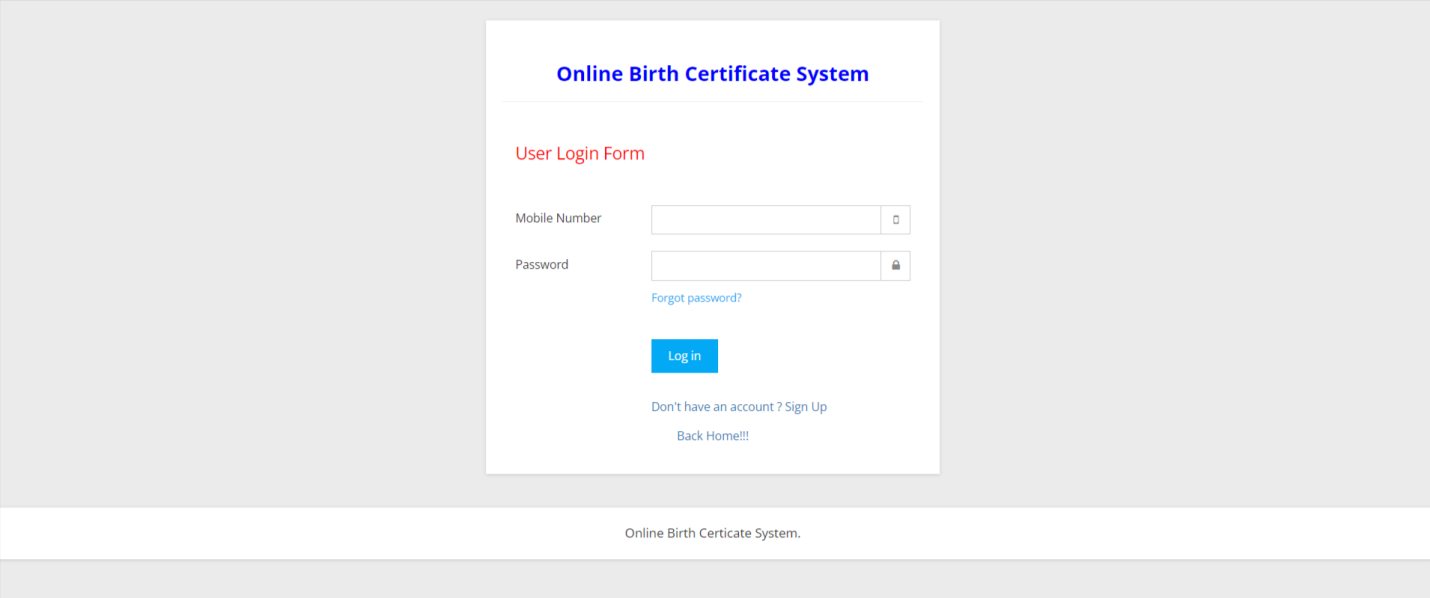 Online Birth Certificate System
User Login Form
Mobile Number
Password
Forgot password?
Log in
Don't have an account ? Sign Up
Back Home!!!
Online Birth Certicate System.